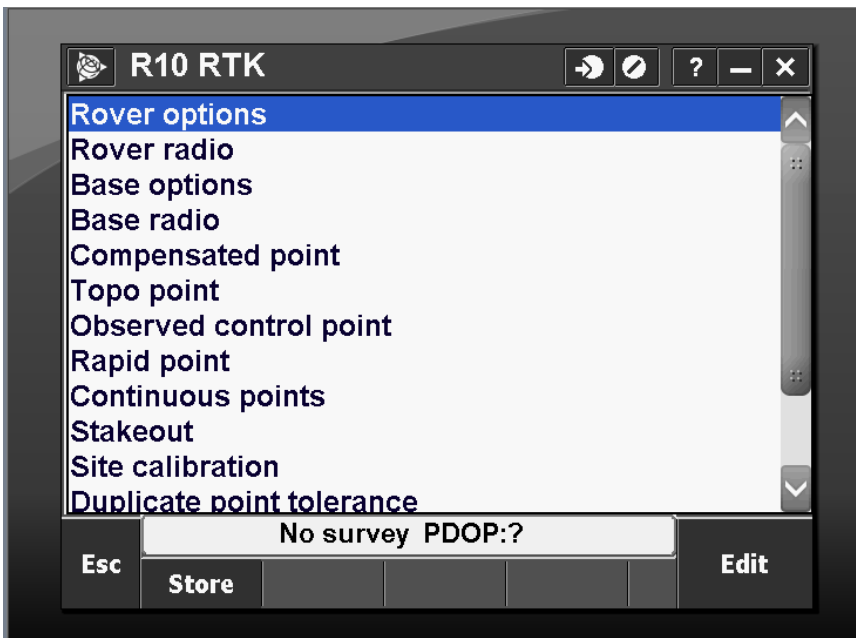 R10 RTK
?
Rover options
Rover radio
Base options
Base radio
Compensated point
Topo point
Observed control point
Rapid point
Continuous points
Stakeout
Site calibration
Duplicate point tolerance
No survey PDOP:?
Esc
Store
Edit